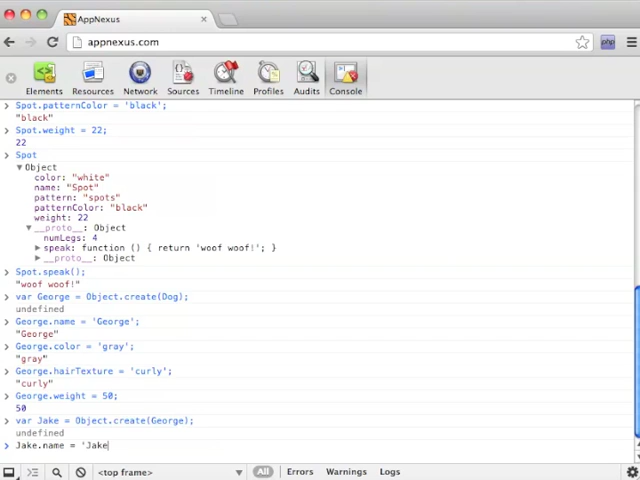 AppNexus
appnexus.com
php
Elements Resources Network Sources Timeline Profiles Audits Console
Spot.patternColor = 'black';
"black"
Spot.weight = 22;
22
Spot
Object
color: "white"
name: "Spot"
pattern: "spots"
patternColor: "black"
weight: 22
__proto__: Object
numLegs: 4
speak: function () { return 'woof woof!'; }
__proto__: Object
Spot.speak();
"woof woof!"
var George = Object.create(Dog);
undefined
George.name = 'George';
"George"
George.color = 'gray';
"gray"
George.hairTexture = 'curly';
"curly"
George.weight = 50;
50
var Jake = Object.create(George);
undefined
Jake.name = 'Jake
<top frame> All Errors Warnings Logs